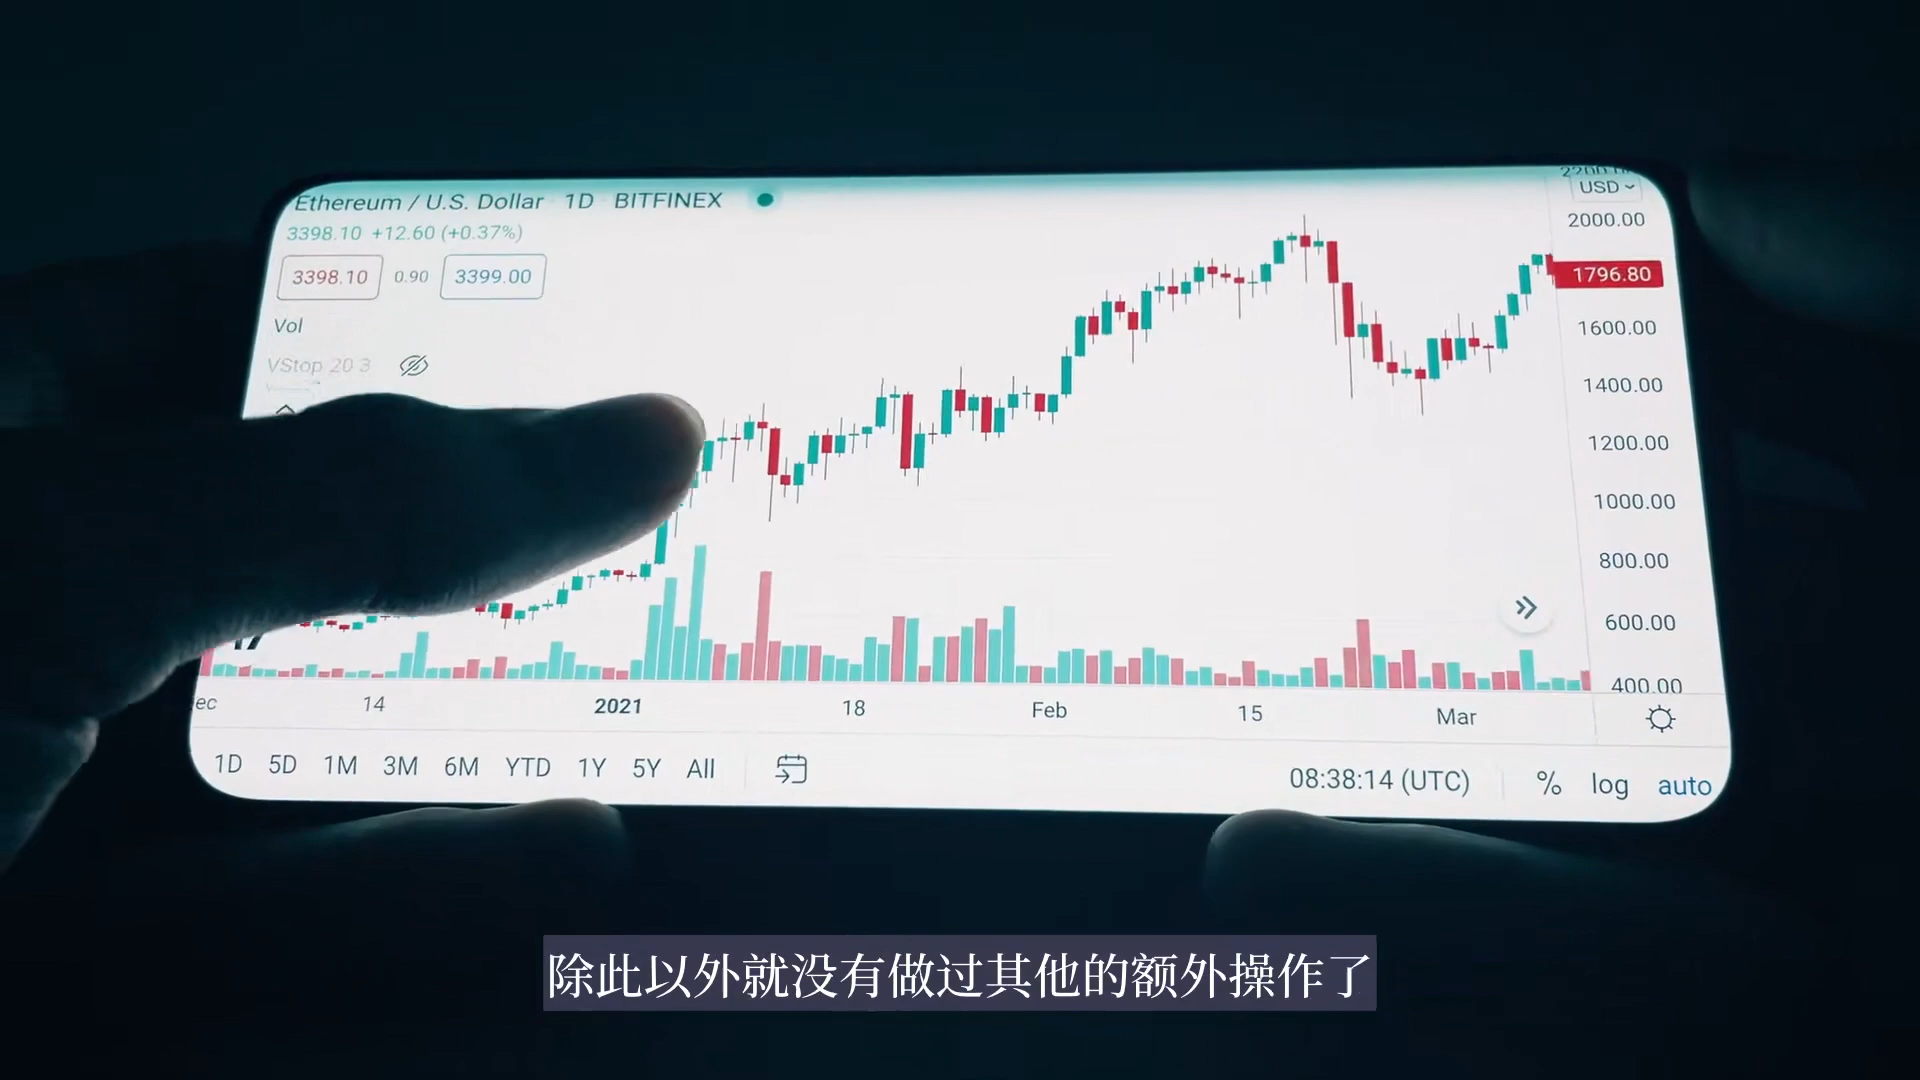 Ethereum / U.S. Dollar 1D BITFINEX
3398.10 +12.60 (+0.37%)
3398.10 0.90 3399.00
Vol
VStop 20 3
USD
2000.00
1796.80
1600.00
1400.00
1200.00
1000.00
800.00
600.00
400.00
ec 14 2021 18 Feb 15 Mar
1D 5D 1M 3M 6M YTD 1Y 5Y All 08:38:14 (UTC) % log auto
除此以外就没有做过其他的额外操作了